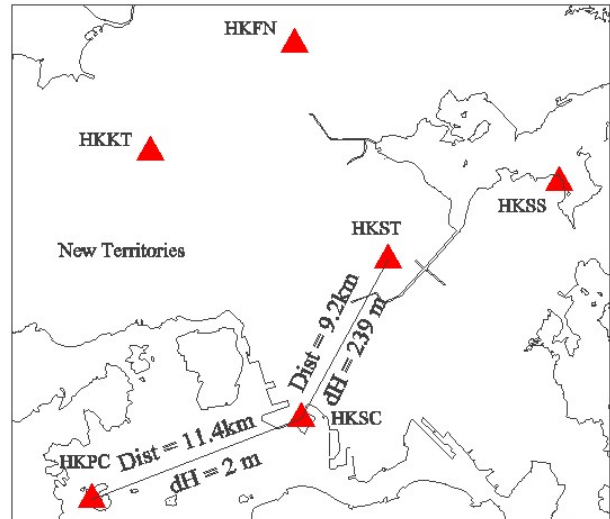 HKFN
HKKT
HKSS
HKST
New Territories
Dist = 9.2km
dH = 239 m
HKSC
HKPC
Dist = 11.4km
dH = 2 m